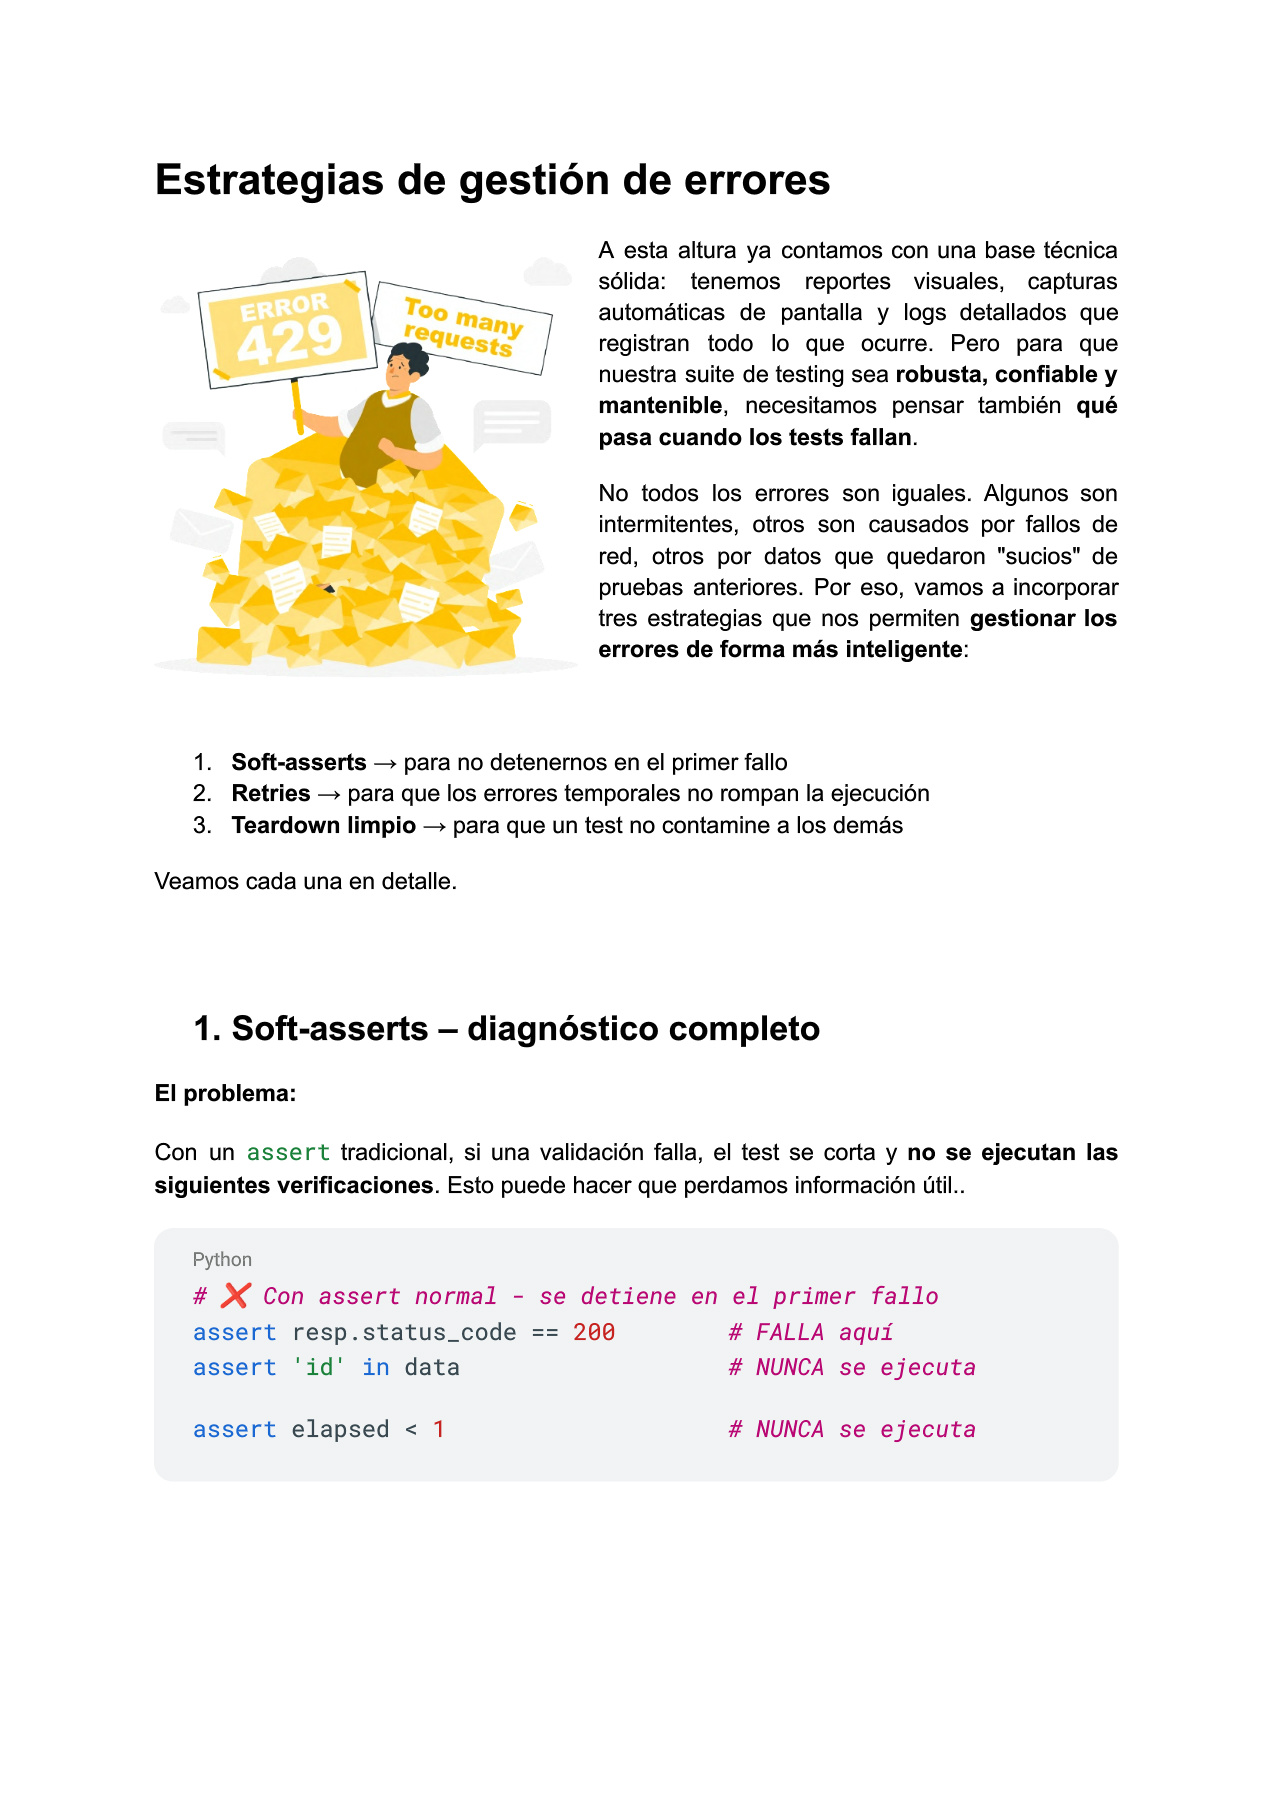 Estrategias de gestión de errores
ERROR
429
Too many
requests
A esta altura ya contamos con una base técnica
sólida: tenemos reportes visuales, capturas
automáticas de pantalla y logs detallados que
registran todo lo que ocurre. Pero para que
nuestra suite de testing sea robusta, confiable y
mantenible, necesitamos pensar también qué
pasa cuando los tests fallan.
No todos los errores son iguales. Algunos son
intermitentes, otros son causados por fallos de
red, otros por datos que quedaron "sucios" de
pruebas anteriores. Por eso, vamos a incorporar
tres estrategias que nos permiten gestionar los
errores de forma más inteligente:
1. Soft-asserts → para no detenernos en el primer fallo
2. Retries → para que los errores temporales no rompan la ejecución
3. Teardown limpio → para que un test no contamine a los demás
Veamos cada una en detalle.
1. Soft-asserts – diagnóstico completo
El problema:
Con un assert tradicional, si una validación falla, el test se corta y no se ejecutan las
siguientes verificaciones. Esto puede hacer que perdamos información útil..
Python
# ❌ Con assert normal - se detiene en el primer fallo
assert resp.status_code == 200 # FALLA aquí
assert 'id' in data # NUNCA se ejecuta
assert elapsed < 1 # NUNCA se ejecuta